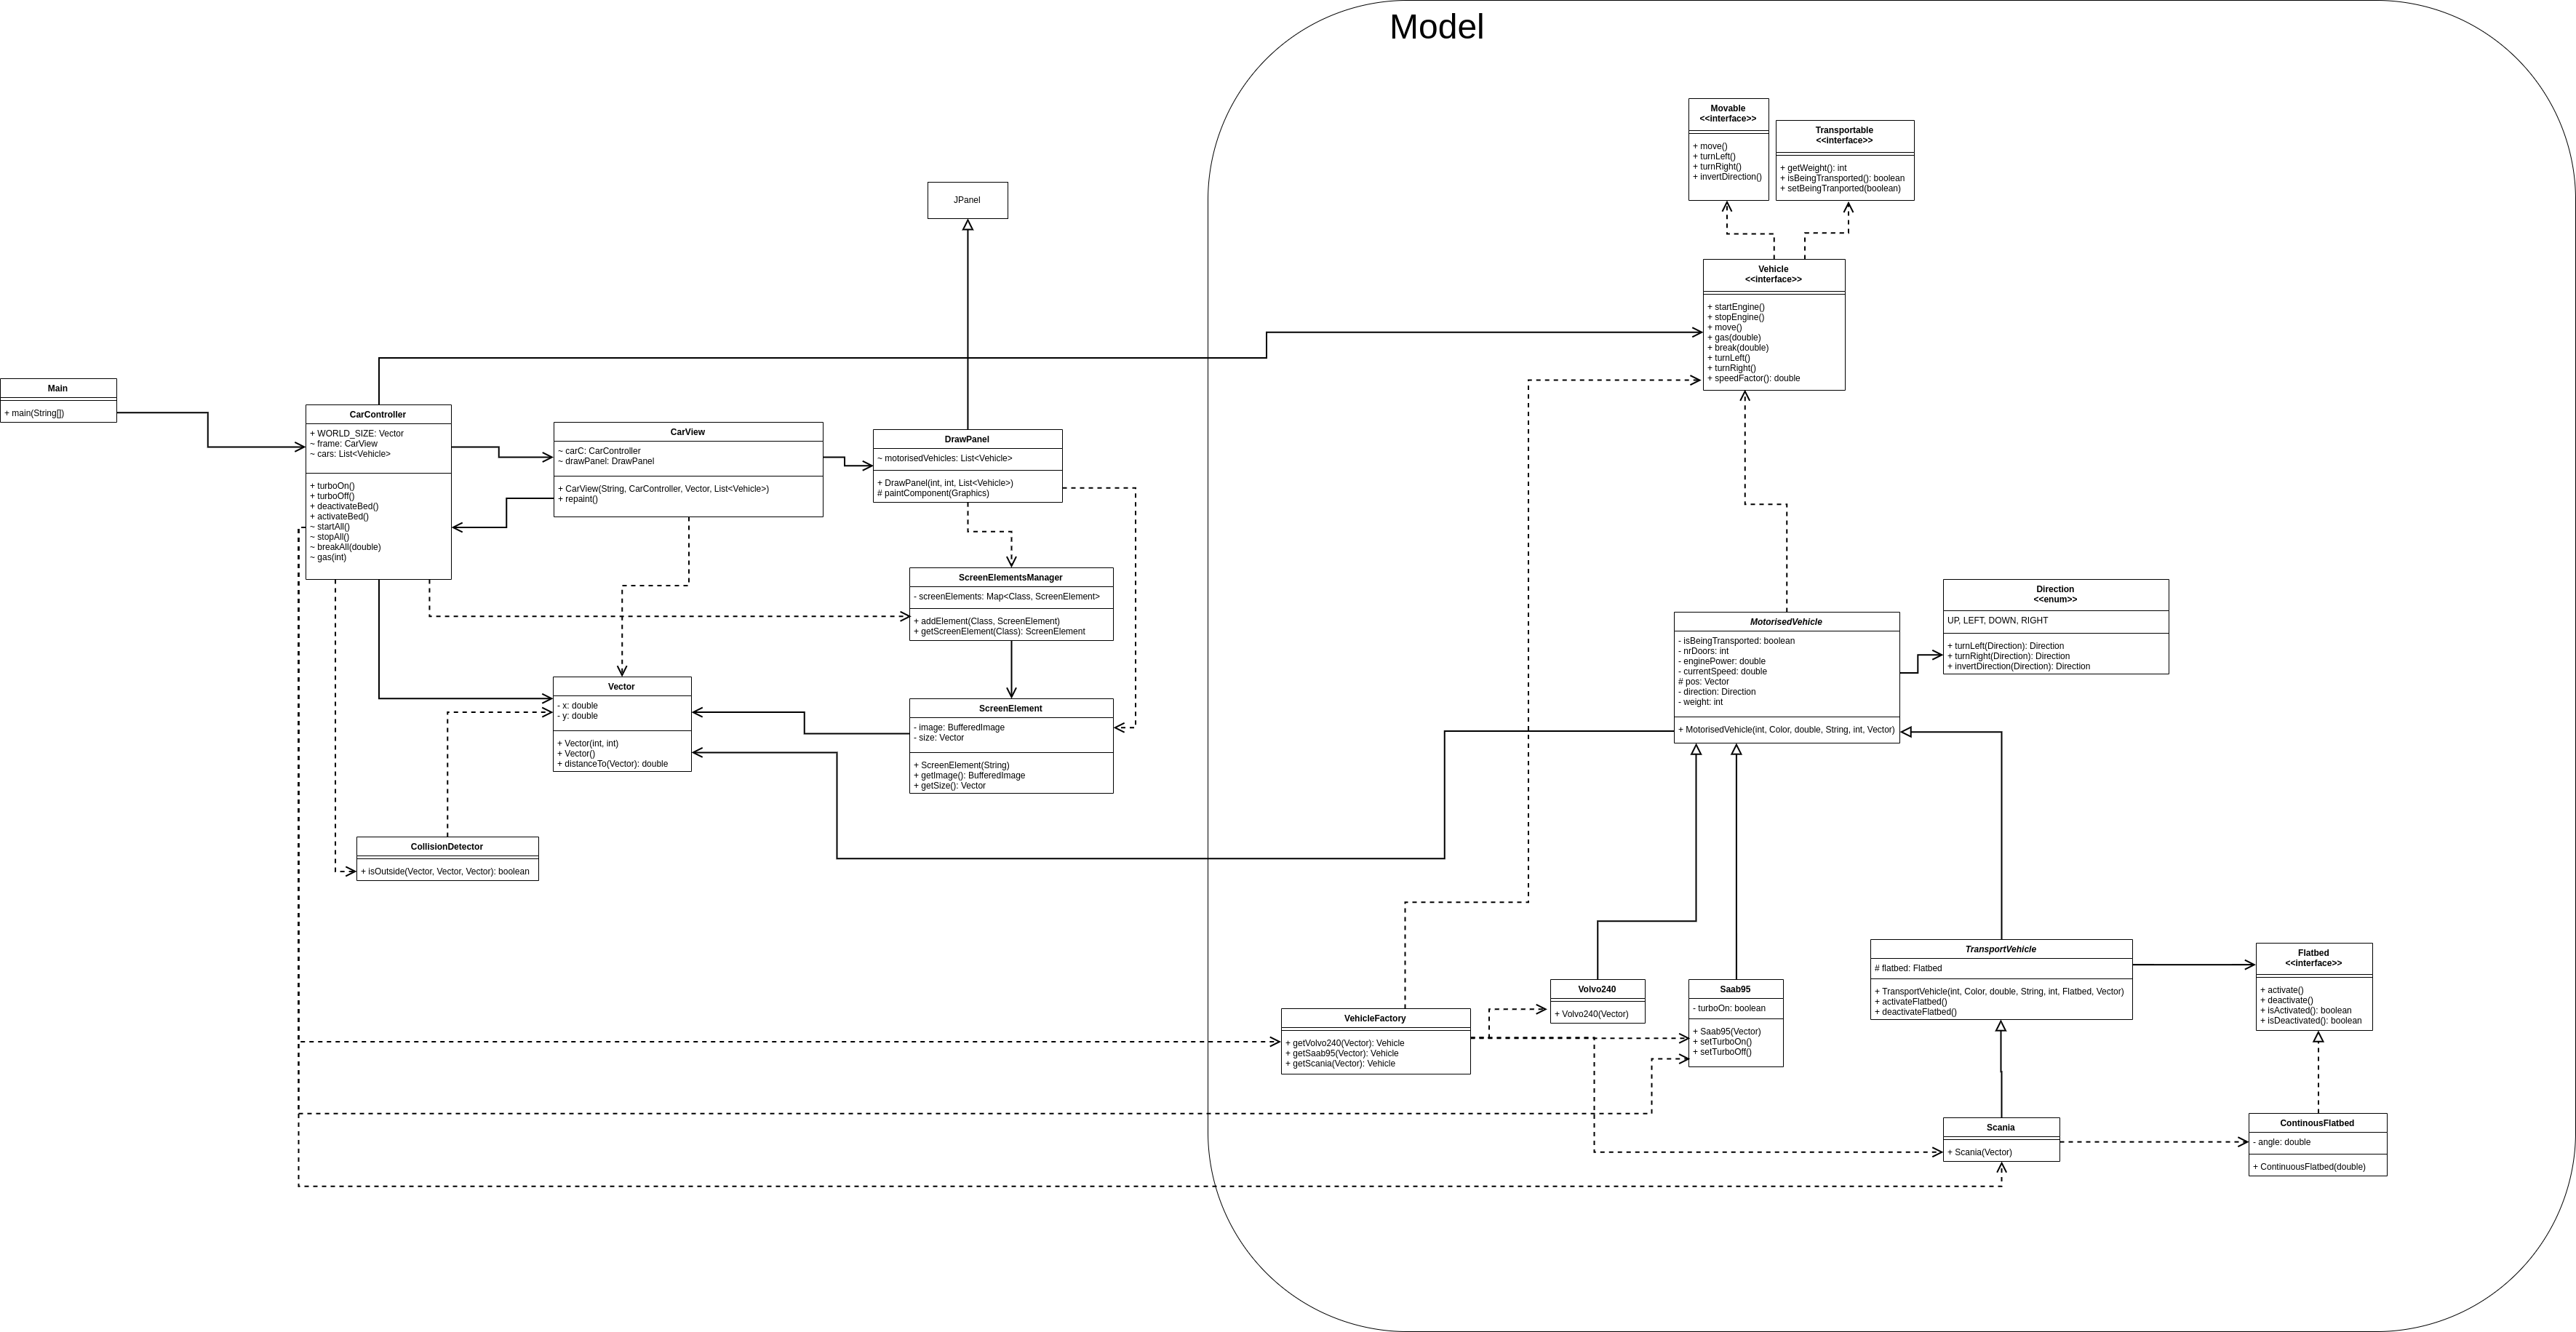 Model
Movable
<<interface>>
+ move()
+ turnLeft()
+ turnRight()
+ invertDirection()
Transportable
<<interface>>
+ getWeight(): int
+ isBeingTransported(): boolean
+ setBeingTranported(boolean)
JPanel
Vehicle
<<interface>>
+ startEngine()
+ stopEngine()
+ move()
+ gas(double)
+ break(double)
+ turnLeft()
+ turnRight()
+ speedFactor(): double
Main
+ main(String[])
CarController
+ WORLD_SIZE: Vector
~ frame: CarView
~ cars: List<Vehicle>
+ turboOn()
+ turboOff()
+ deactivateBed()
+ activateBed()
~ startAll()
~ stopAll()
~ breakAll(double)
~ gas(int)
CarView
~ carC: CarController
~ drawPanel: DrawPanel
+ CarView(String, CarController, Vector, List<Vehicle>)
+ repaint()
DrawPanel
~ motorisedVehicles: List<Vehicle>
+ DrawPanel(int, int, List<Vehicle>)
# paintComponent(Graphics)
ScreenElementsManager
- screenElements: Map<Class, ScreenElement>
+ addElement(Class, ScreenElement)
+ getScreenElement(Class): ScreenElement
Direction
<<enum>>
UP, LEFT, DOWN, RIGHT
+ turnLeft(Direction): Direction
+ turnRight(Direction): Direction
+ invertDirection(Direction): Direction
MotorisedVehicle
- isBeingTransported: boolean
- nrDoors: int
- enginePower: double
- currentSpeed: double
# pos: Vector
- direction: Direction
- weight: int
+ MotorisedVehicle(int, Color, double, String, int, Vector)
Vector
- x: double
- y: double
+ Vector(int, int)
+ Vector()
+ distanceTo(Vector): double
ScreenElement
- image: BufferedImage
- size: Vector
+ ScreenElement(String)
+ getImage(): BufferedImage
+ getSize(): Vector
CollisionDetector
+ isOutside(Vector, Vector, Vector): boolean
TransportVehicle
# flatbed: Flatbed
+ TransportVehicle(int, Color, double, String, int, Flatbed, Vector)
+ activateFlatbed()
+ deactivateFlatbed()
Flatbed
<<interface>>
+ activate()
+ deactivate()
+ isActivated(): boolean
+ isDeactivated(): boolean
Volvo240
+ Volvo240(Vector)
Saab95
- turboOn: boolean
+ Saab95(Vector)
+ setTurboOn()
+ setTurboOff()
VehicleFactory
+ getVolvo240(Vector): Vehicle
+ getSaab95(Vector): Vehicle
+ getScania(Vector): Vehicle
Scania
+ Scania(Vector)
ContinousFlatbed
- angle: double
+ ContinuousFlatbed(double)